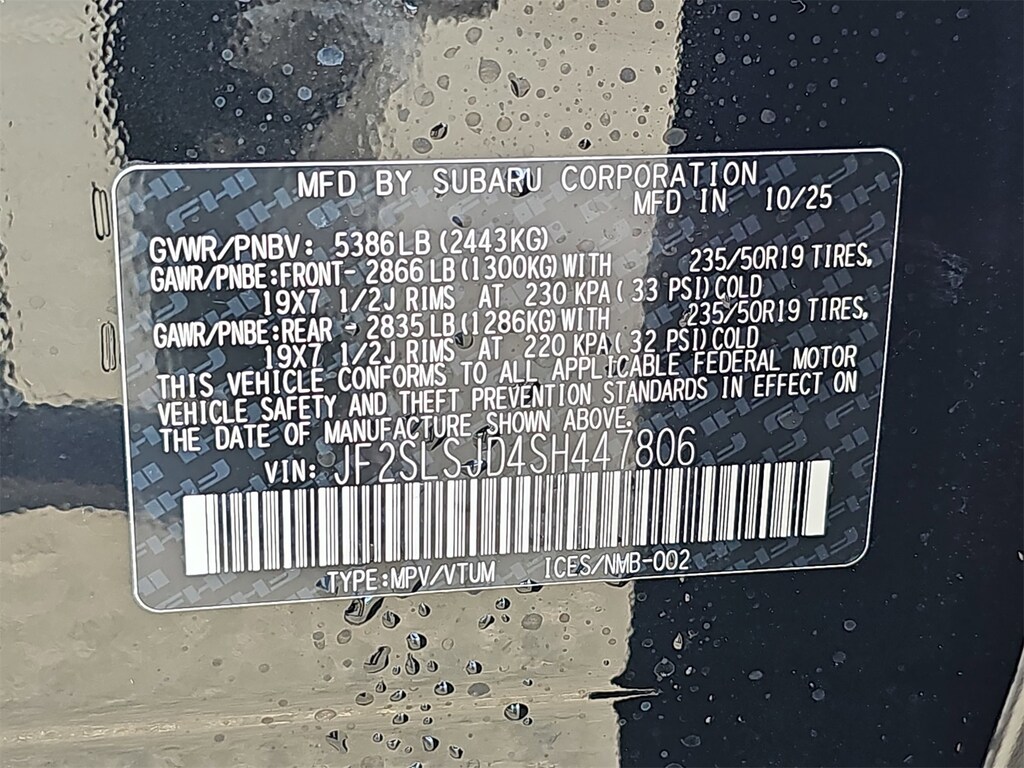 MFD BY SUBARU CORPORATION
MFD IN 10/25
GVWR/PNBV: 5386LB(2443KG)
GAWR/PNBE:FRONT- 2866LB(1300KG)WITH 235/50R19 TIRES,
19X7 1/2J RIMS AT 230 KPA( 33 PSI)COLD
GAWR/PNBE:REAR - 2835LB(1286KG)WITH 235/50R19 TIRES,
19X7 1/2J RIMS AT 220 KPA( 32 PSI)COLD
THIS VEHICLE CONFORMS TO ALL APPLICABLE FEDERAL MOTOR
VEHICLE SAFETY AND THEFT PREVENTION STANDARDS IN EFFECT ON
THE DATE OF MANUFACTURE SHOWN ABOVE.
VIN: JF2SLSJD4SH447806
TYPE:MPV/VTUM ICES/NMB-002